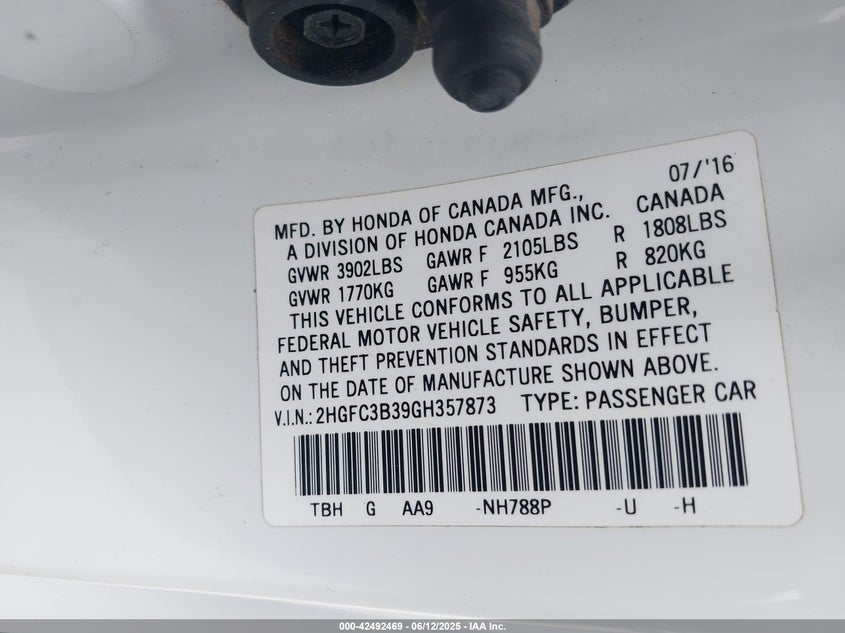 07/'16
MFD. BY HONDA OF CANADA MFG., CANADA
A DIVISION OF HONDA CANADA INC.
GVWR 3902LBS GAWR F 2105LBS R 1808LBS
GVWR 1770KG GAWR F 955KG R 820KG
THIS VEHICLE CONFORMS TO ALL APPLICABLE
FEDERAL MOTOR VEHICLE SAFETY, BUMPER,
AND THEFT PREVENTION STANDARDS IN EFFECT
ON THE DATE OF MANUFACTURE SHOWN ABOVE.
V.I.N.: 2HGFC3B39GH357873 TYPE: PASSENGER CAR
TBH G AA9 -NH788P -U -H
000-42492469 - 06/12/2025 - IAA Inc.